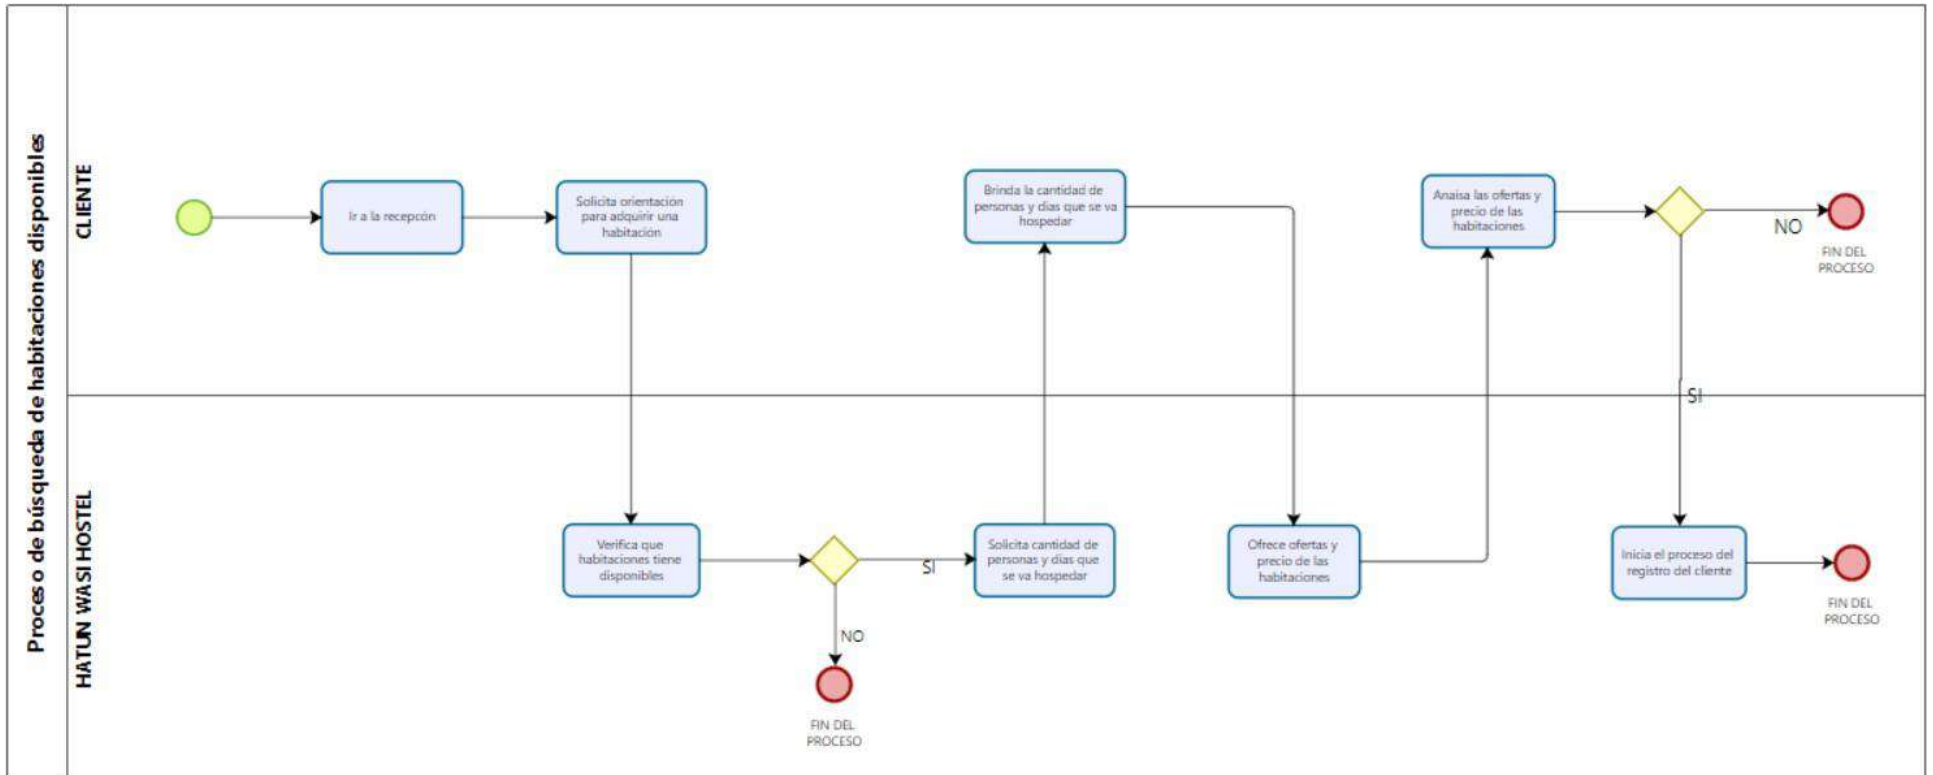 Proceso de búsqueda de habitaciones disponibles
CLIENTE
Ir a la recepcón
Solicita orientación
para adquirir una
habitación
Brinda la cantidad de
personas y dias que se va
hospedar
Anaisa las ofertas y
precio de las
habitaciones
NO
FIN DEL
PROCESO
SI
HATUN WASI HOSTEL
Verifica que
habitaciones tiene
disponibles
SI
NO
FIN DEL
PROCESO
Solicita cantidad de
personas y dias que
se va hospedar
Ofrece ofertas y
precio de las
habitaciones
Inicia el proceso del
registro del cliente
FIN DEL
PROCESO